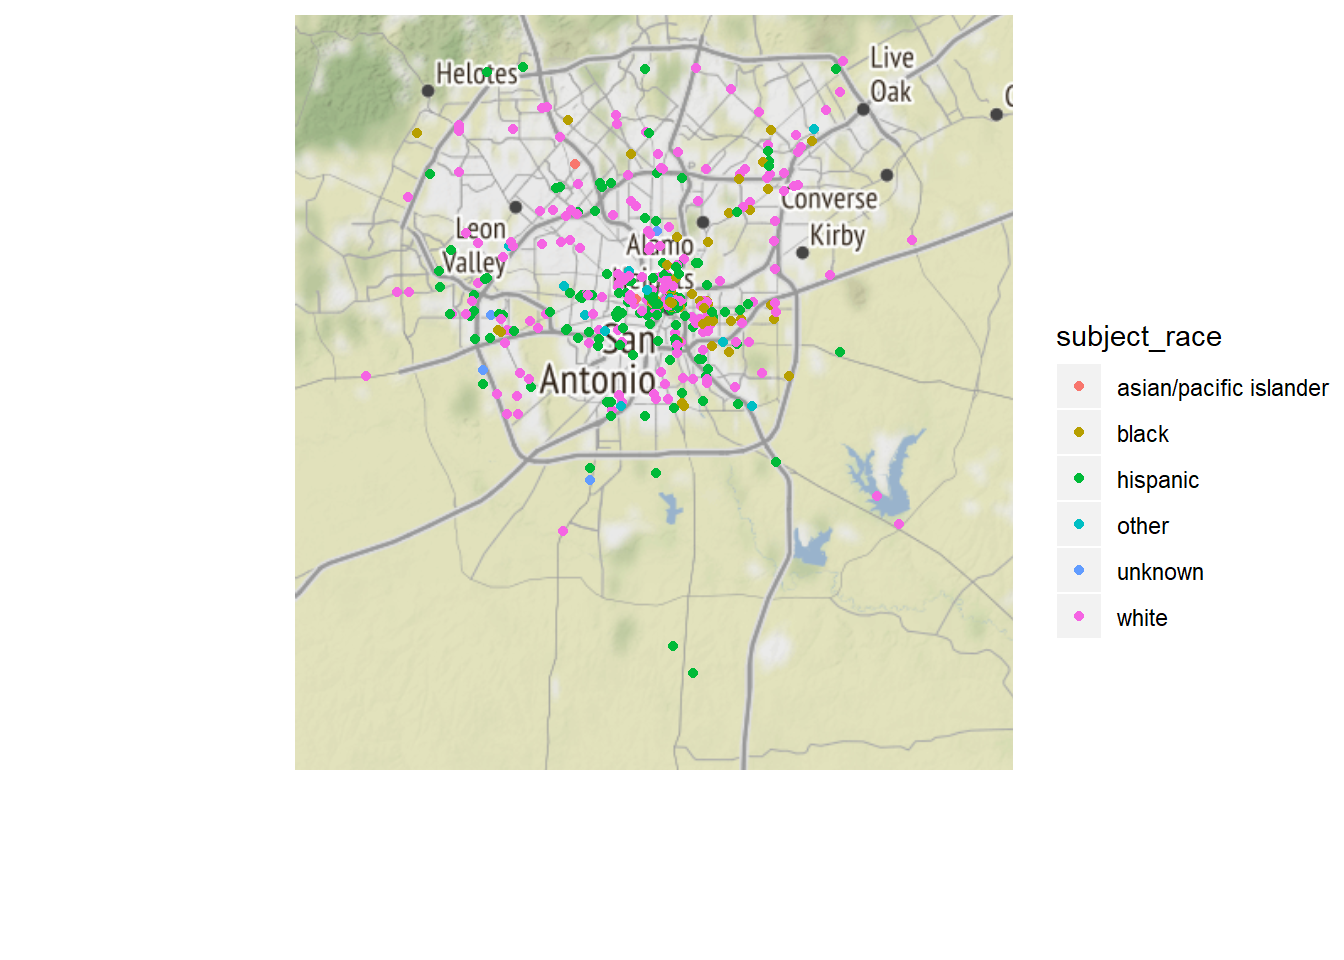 Helotes
Live
Oak
Converse
Leon
Valley
Alamo
Heights
Kirby
San
Antonio
subject_race
asian/pacific islander
black
hispanic
other
unknown
white